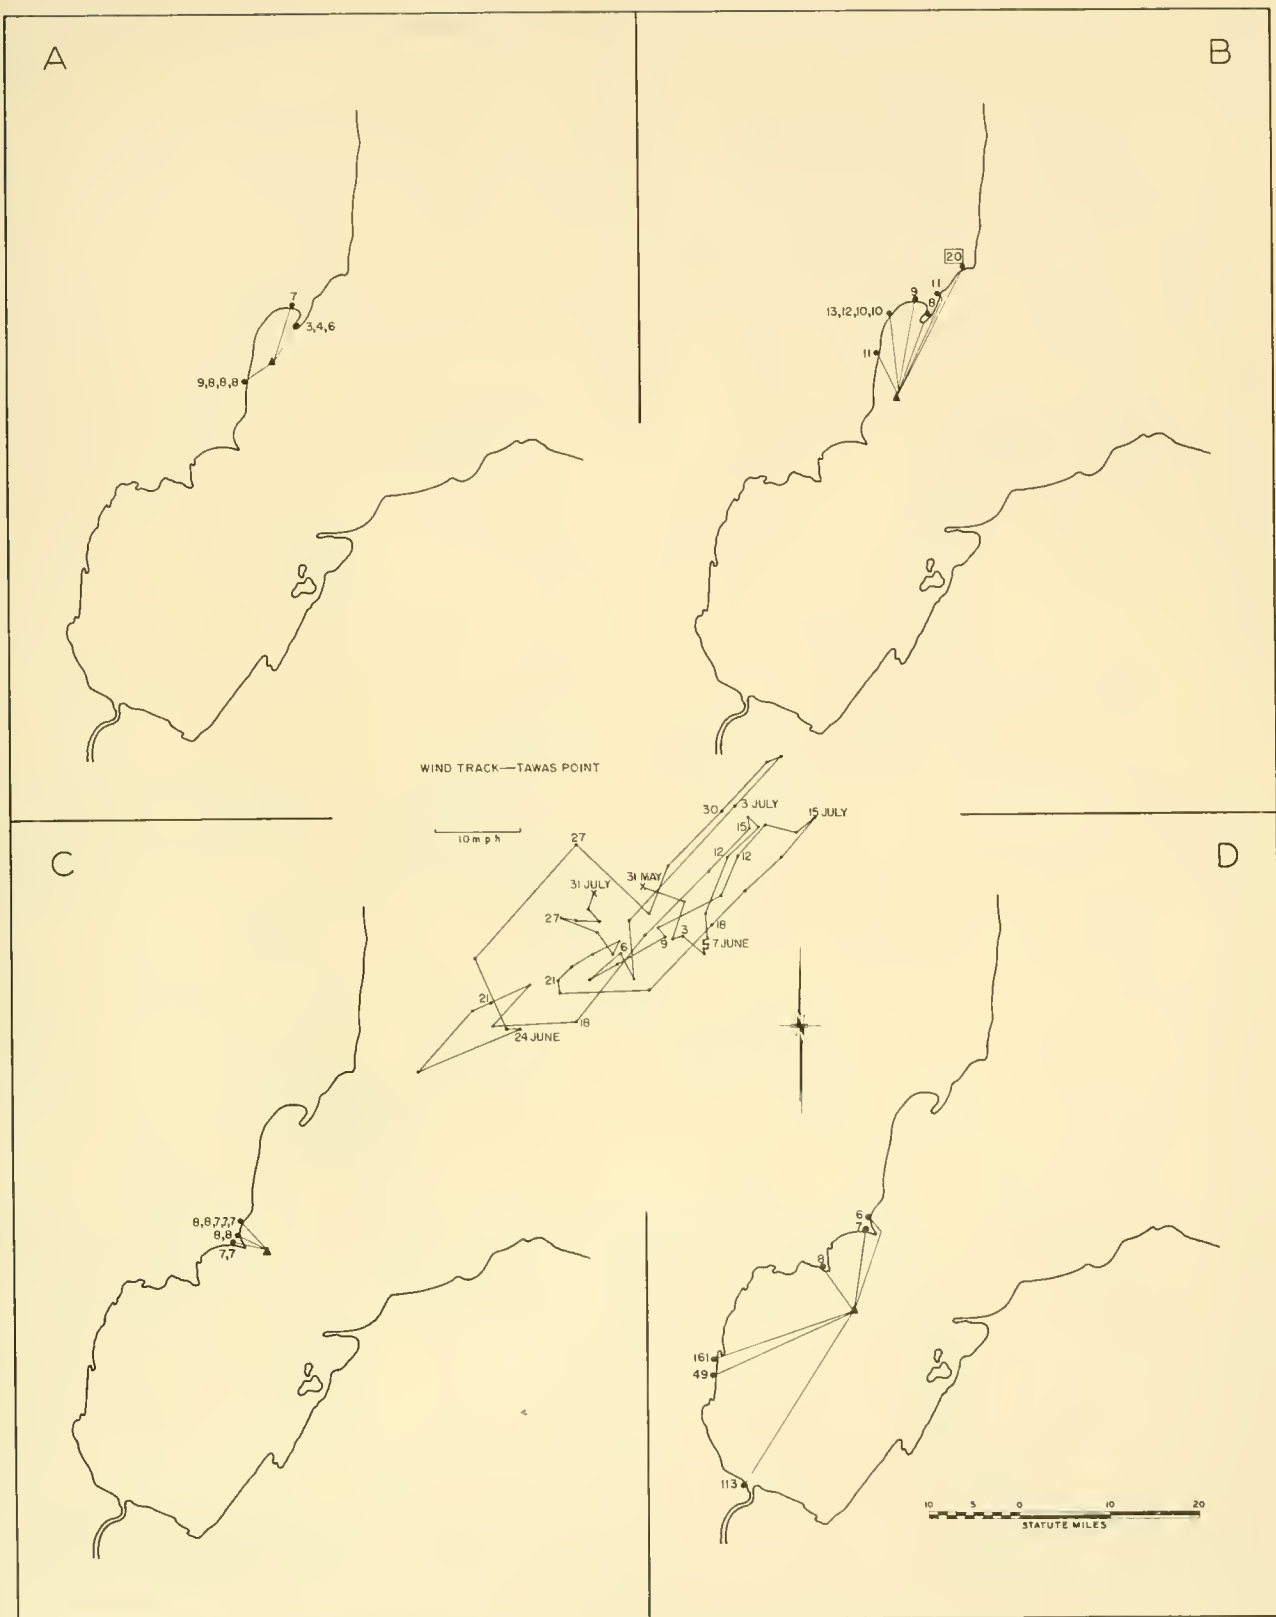 A
7
3,4,6
9,8,8,8
B
20
11
9
8
13,12,10,10
11
WIND TRACK—TAWAS POINT
10 mph
30
3 JULY
15 JULY
15
27
12
12
31 MAY
31 JULY
27
18
6
9
3
7 JUNE
21
21
18
24 JUNE
C
8,8,7,7,7
8,8
7,7
D
6
7
8
161
49
113
10 5 0 10 20
STATUTE MILES